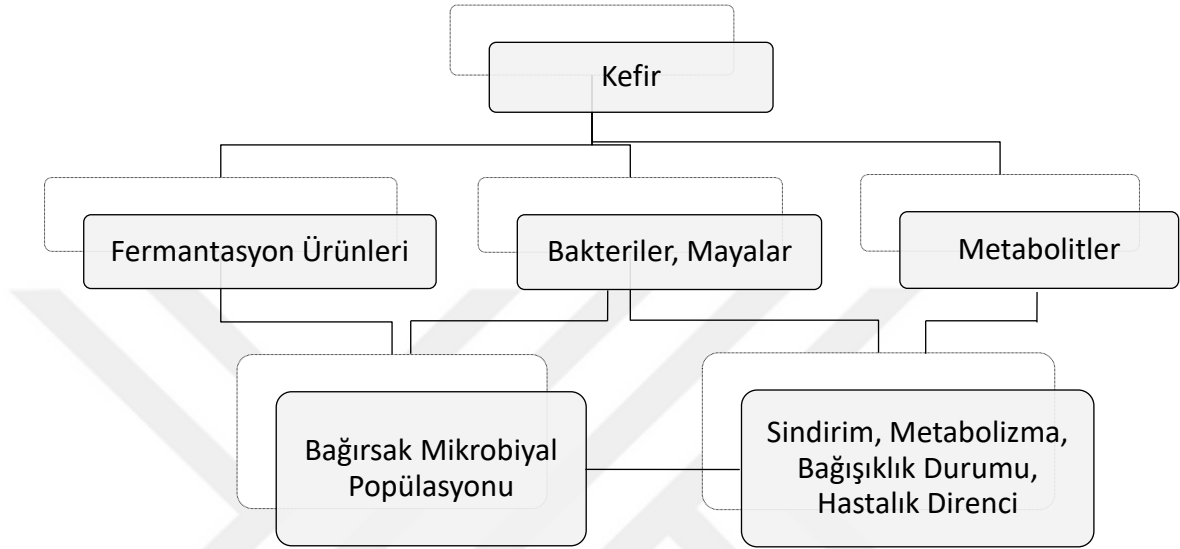 Kefir
Fermantasyon Ürünleri
Bakteriler, Mayalar
Metabolitler
Bağırsak Mikrobiyal
Popülasyonu
Sindirim, Metabolizma,
Bağışıklık Durumu,
Hastalık Direnci